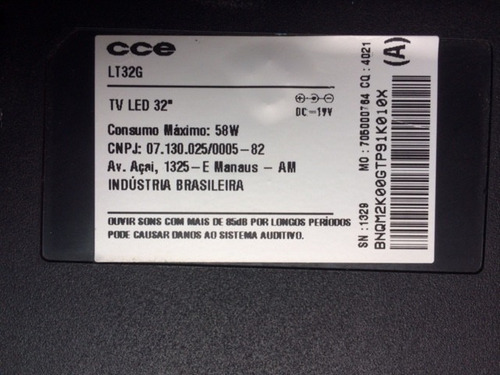 cce
LT32G
TV LED 32"
DC-19V
Consumo Máximo: 58W
CNPJ: 07.130.025/0005-82
Av. Açai, 1325-E Manaus - AM
INDÚSTRIA BRASILEIRA
OUVIR SONS COM MAIS DE 85dB POR LONGOS PERÍODOS
PODE CAUSAR DANOS AO SISTEMA AUDITIVO.
SN:1329 MO:705000764 CQ:4021
BNQM2K00GTP91K010X
(A)